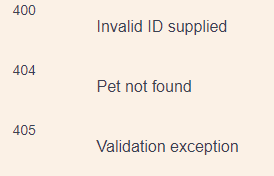 400
Invalid ID supplied
404
Pet not found
405
Validation exception